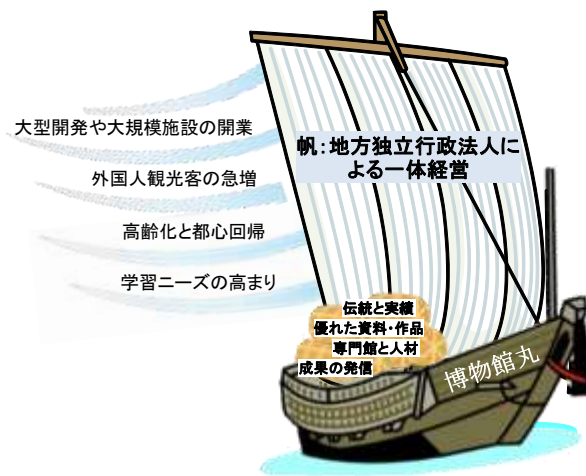 大型開発や大規模施設の開業
外国人観光客の急増
高齢化と都心回帰
学習ニーズの高まり
帆:地方独立行政法人に
よる一体経営
伝統と実績
優れた資料・作品
専門館と人材
成果の発信
博物館丸